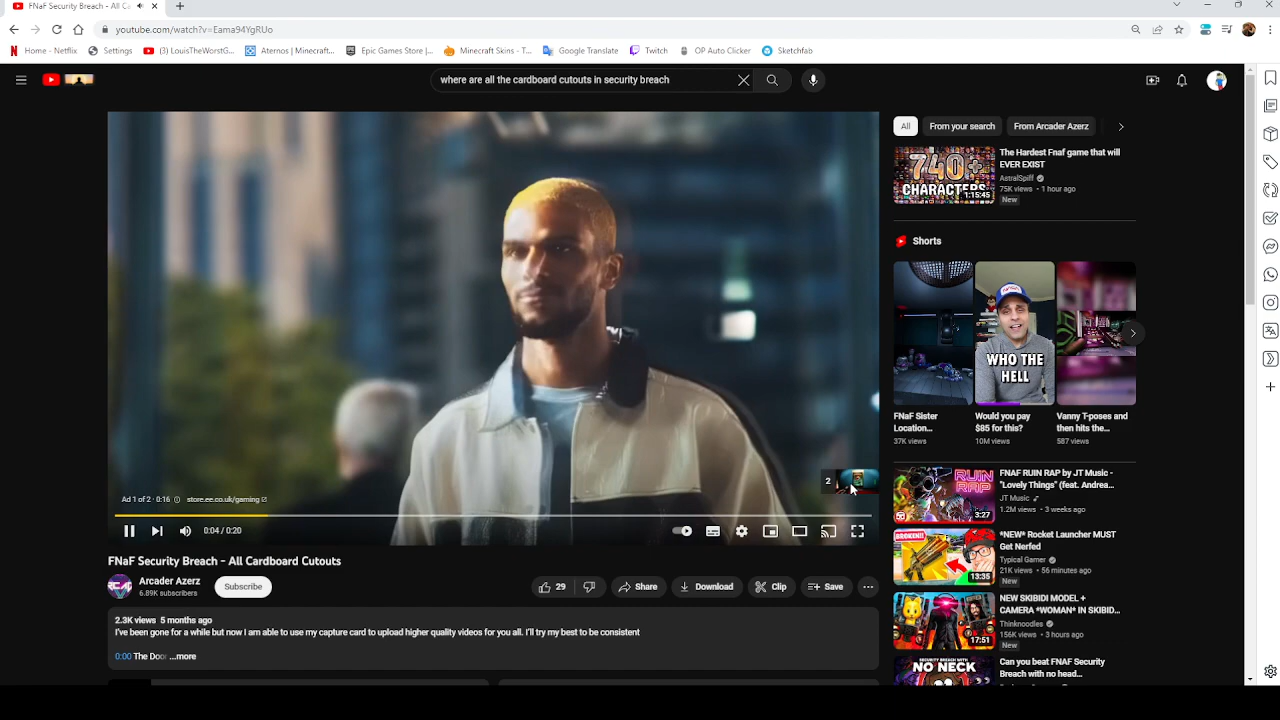 FNaF Security Breach - All Ca
youtube.com/watch?v=Eama94YgRUo
Home - Netflix
Settings
(3) LouisTheWorstG...
Aternos | Minecraft...
Epic Games Store |...
Minecraft Skins - T...
Google Translate
Twitch
OP Auto Clicker
Sketchfab
where are all the cardboard cutouts in security breach
All
From your search
From Arcader Azerz
740+
CHARACTERS
1:15:45
The Hardest Fnaf game that will
EVER EXIST
AstralSpiff
75K views • 1 hour ago
New
Shorts
WHO THE
HELL
FNaF Sister
Location...
37K views
Would you pay
$85 for this?
10M views
Vanny T-poses and
then hits the...
587 views
2
Ad 1 of 2 · 0:16
store.ee.co.uk/gaming
0:04 / 0:20
FNaF Security Breach - All Cardboard Cutouts
Arcader Azerz
6.89K subscribers
Subscribe
29
Share
Download
Clip
Save
2.3K views 5 months ago
I've been gone for a while but now I am able to use my capture card to upload higher quality videos for you all. I'll try my best to be consistent
0:00 The Doo ...more
RUIN
RAP
3:27
FNAF RUIN RAP by JT Music -
"Lovely Things" (feat. Andrea...
JT Music
1.2M views • 3 weeks ago
BROKEN!!
13:35
*NEW* Rocket Launcher MUST
Get Nerfed
Typical Gamer
21K views • 56 minutes ago
New
17:51
NEW SKIBIDI MODEL +
CAMERA *WOMAN* IN SKIBID...
Thinknoodles
156K views • 3 hours ago
New
SECURITY BREACH WITH
NO NECK
Can you beat FNAF Security
Breach with no head...